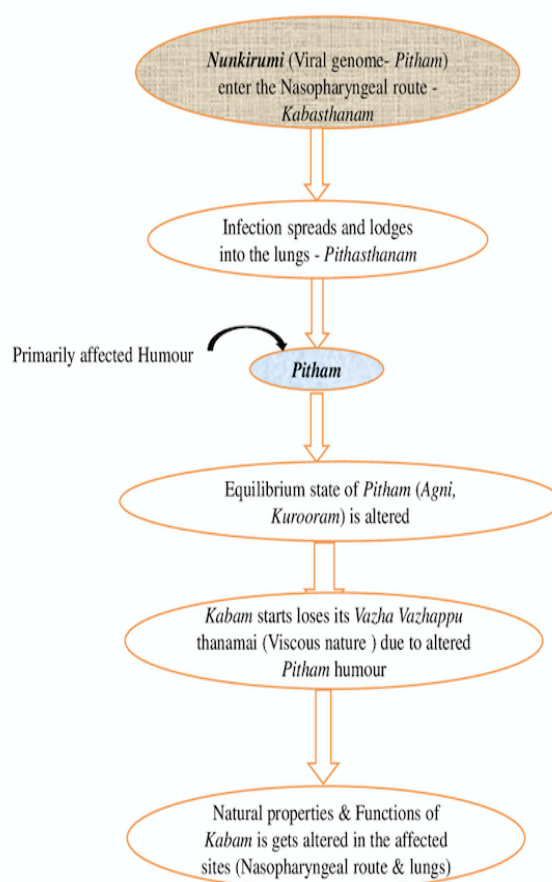 Nunkirumi (Viral genome- Pitham)
enter the Nasopharyngeal route -
Kabasthanam
Infection spreads and lodges
into the lungs - Pithasthanam
Primarily affected Humour
Pitham
Equilibrium state of Pitham (Agni,
Kurooram) is altered
Kabam starts loses its Vazha Vazhappu
thanamai (Viscous nature ) due to altered
Pitham humour
Natural properties & Functions of
Kabam is gets altered in the affected
sites (Nasopharyngeal route & lungs)